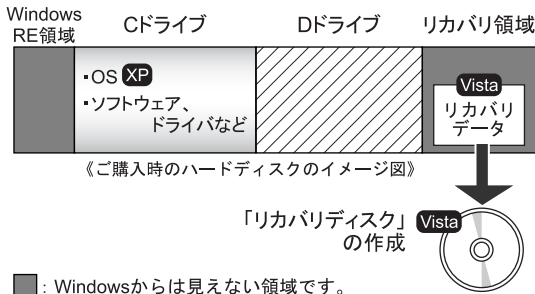 Windows
RE領域
Cドライブ
Dドライブ
リカバリ領域
・OS XP
・ソフトウェア、
ドライバなど
Vista
リカバリ
データ
《ご購入時のハードディスクのイメージ図》
「リカバリディスク」
の作成
Vista
：Windowsからは見えない領域です。